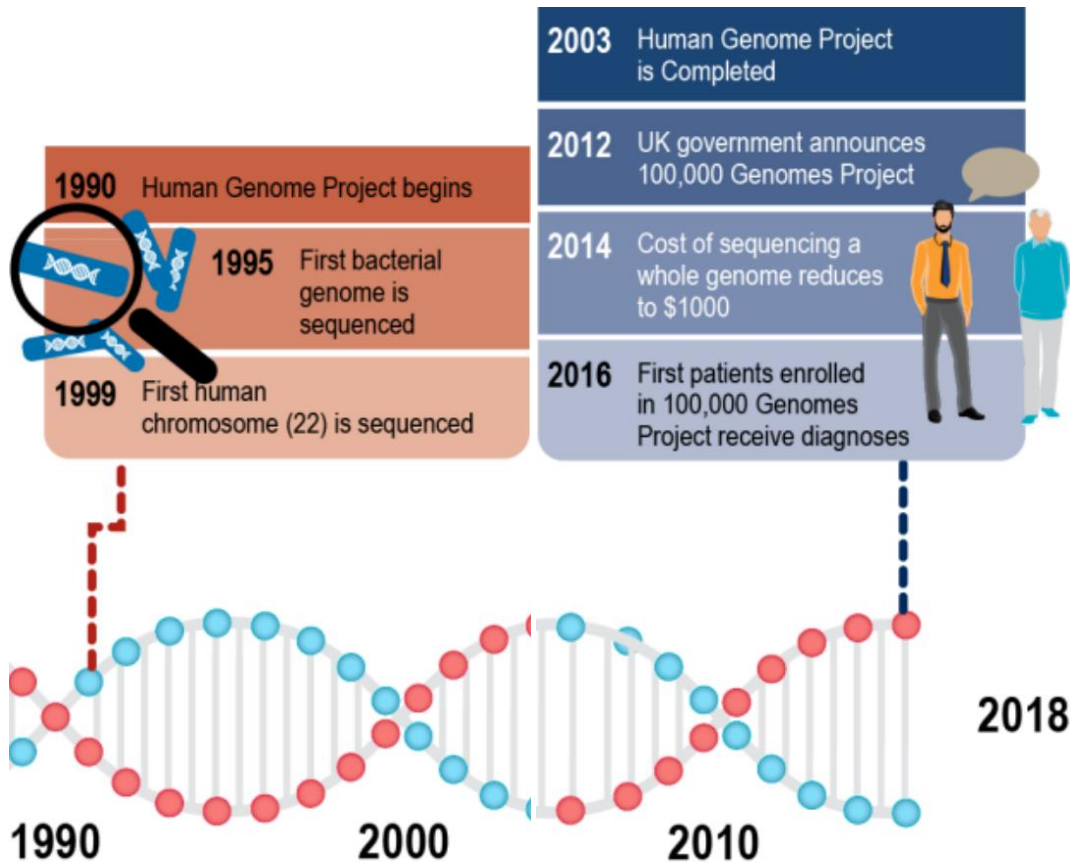 1990 Human Genome Project begins
1995 First bacterial
genome is
sequenced
1999 First human
chromosome (22) is sequenced
2003 Human Genome Project
is Completed
2012 UK government announces
100,000 Genomes Project
2014 Cost of sequencing a
whole genome reduces
to $1000
2016 First patients enrolled
in 100,000 Genomes
Project receive diagnoses
1990
2000
2010
2018